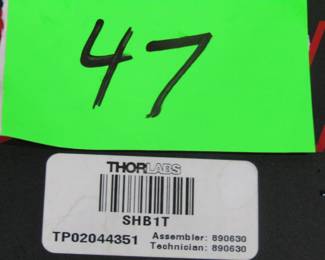 47
THORLABS
SHB1T
TP02044351 Assembler: 890630
Technician: 890630